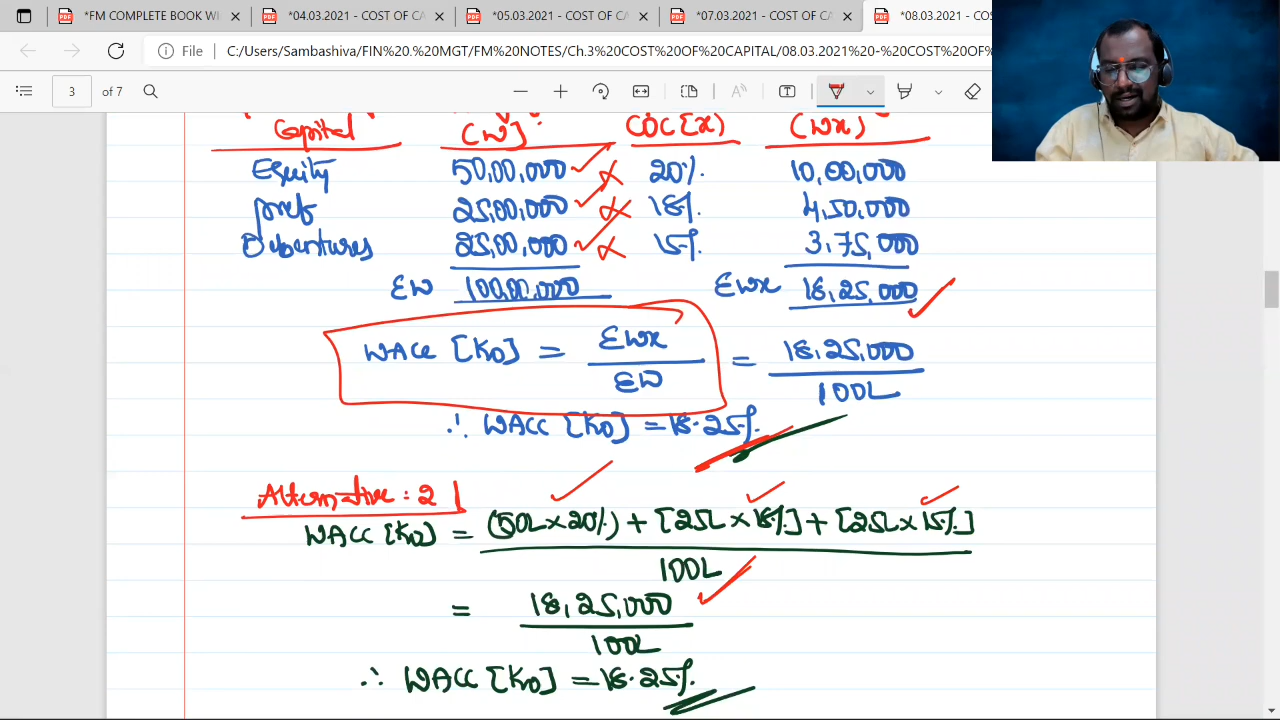 *FM COMPLETE BOOK WI × *04.03.2021 - COST OF CA × *05.03.2021 - COST OF CA × *07.03.2021 - COST OF CA × *08.03.2021 - COS
File C:/Users/Sambashiva/FIN%20.%20MGT/FM%20NOTES/Ch.3%20COST%20OF%20CAPITAL/08.03.2021%20-%20COST%20OF%
3 of 7
Capital (W) COC [x] (Wx)
Equity 50,00,000 × 20% 10,00,000
Pref 25,00,000 × 18% 4,50,000
Debentures 25,00,000 × 15% 3,75,000
ΣW 100,00,000 ΣWx 18,25,000
WACC [K0] = ΣWx / ΣW = 18,25,000 / 100L
∴ WACC [K0] = 18.25%
Alternative : 2
WACC [K0] = (50L × 20%) + [25L × 18%] + [25L × 15%]
100L
= 18,25,000
100L
∴ WACC [K0] = 18.25%